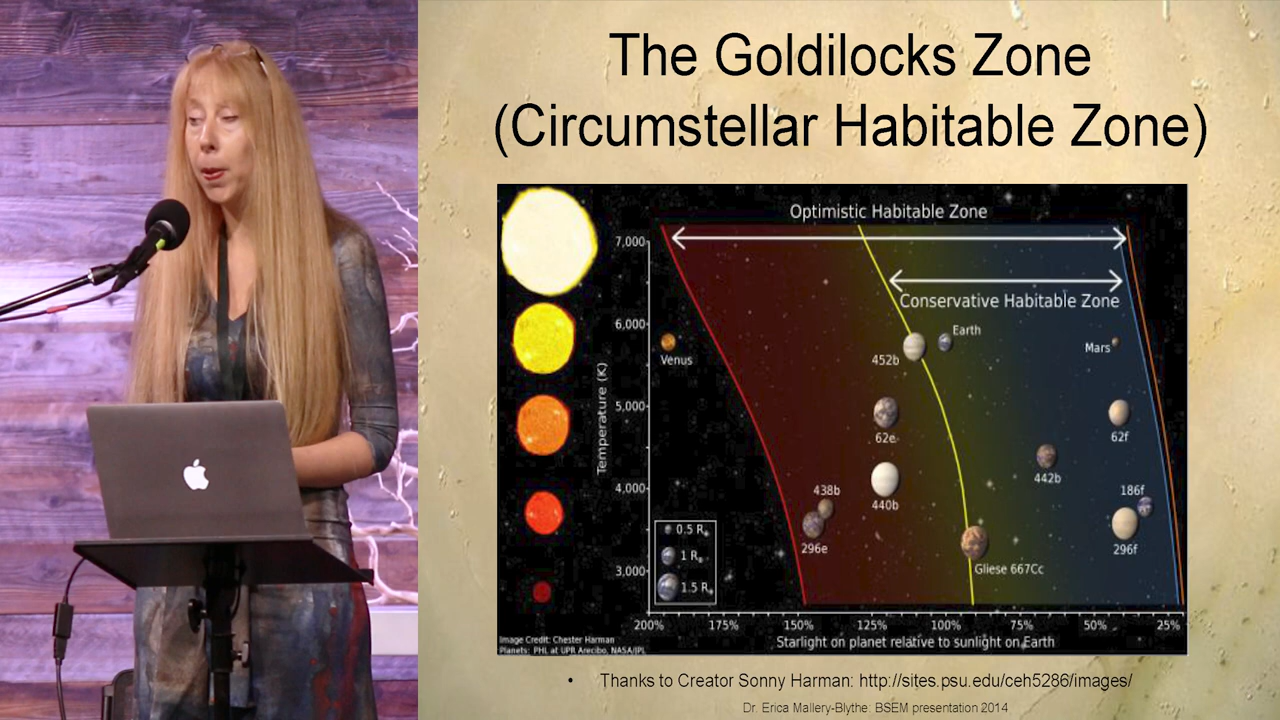 The Goldilocks Zone
(Circumstellar Habitable Zone)
Optimistic Habitable Zone
Conservative Habitable Zone
7,000
6,000
5,000
4,000
3,000
Temperature (K)
Venus
452b
Earth
Mars
62e
62f
440b
442b
438b
186f
296e
296f
Gliese 667Cc
0.5 R
1 R
1.5 R
200%
175%
150%
125%
100%
75%
50%
25%
Starlight on planet relative to sunlight on Earth
Image Credit: Chester Harman
Planets: PHL at UPR Arecibo, NASA/JPL
• Thanks to Creator Sonny Harman: http://sites.psu.edu/ceh5286/images/
Dr. Erica Mallery-Blythe: BSEM presentation 2014